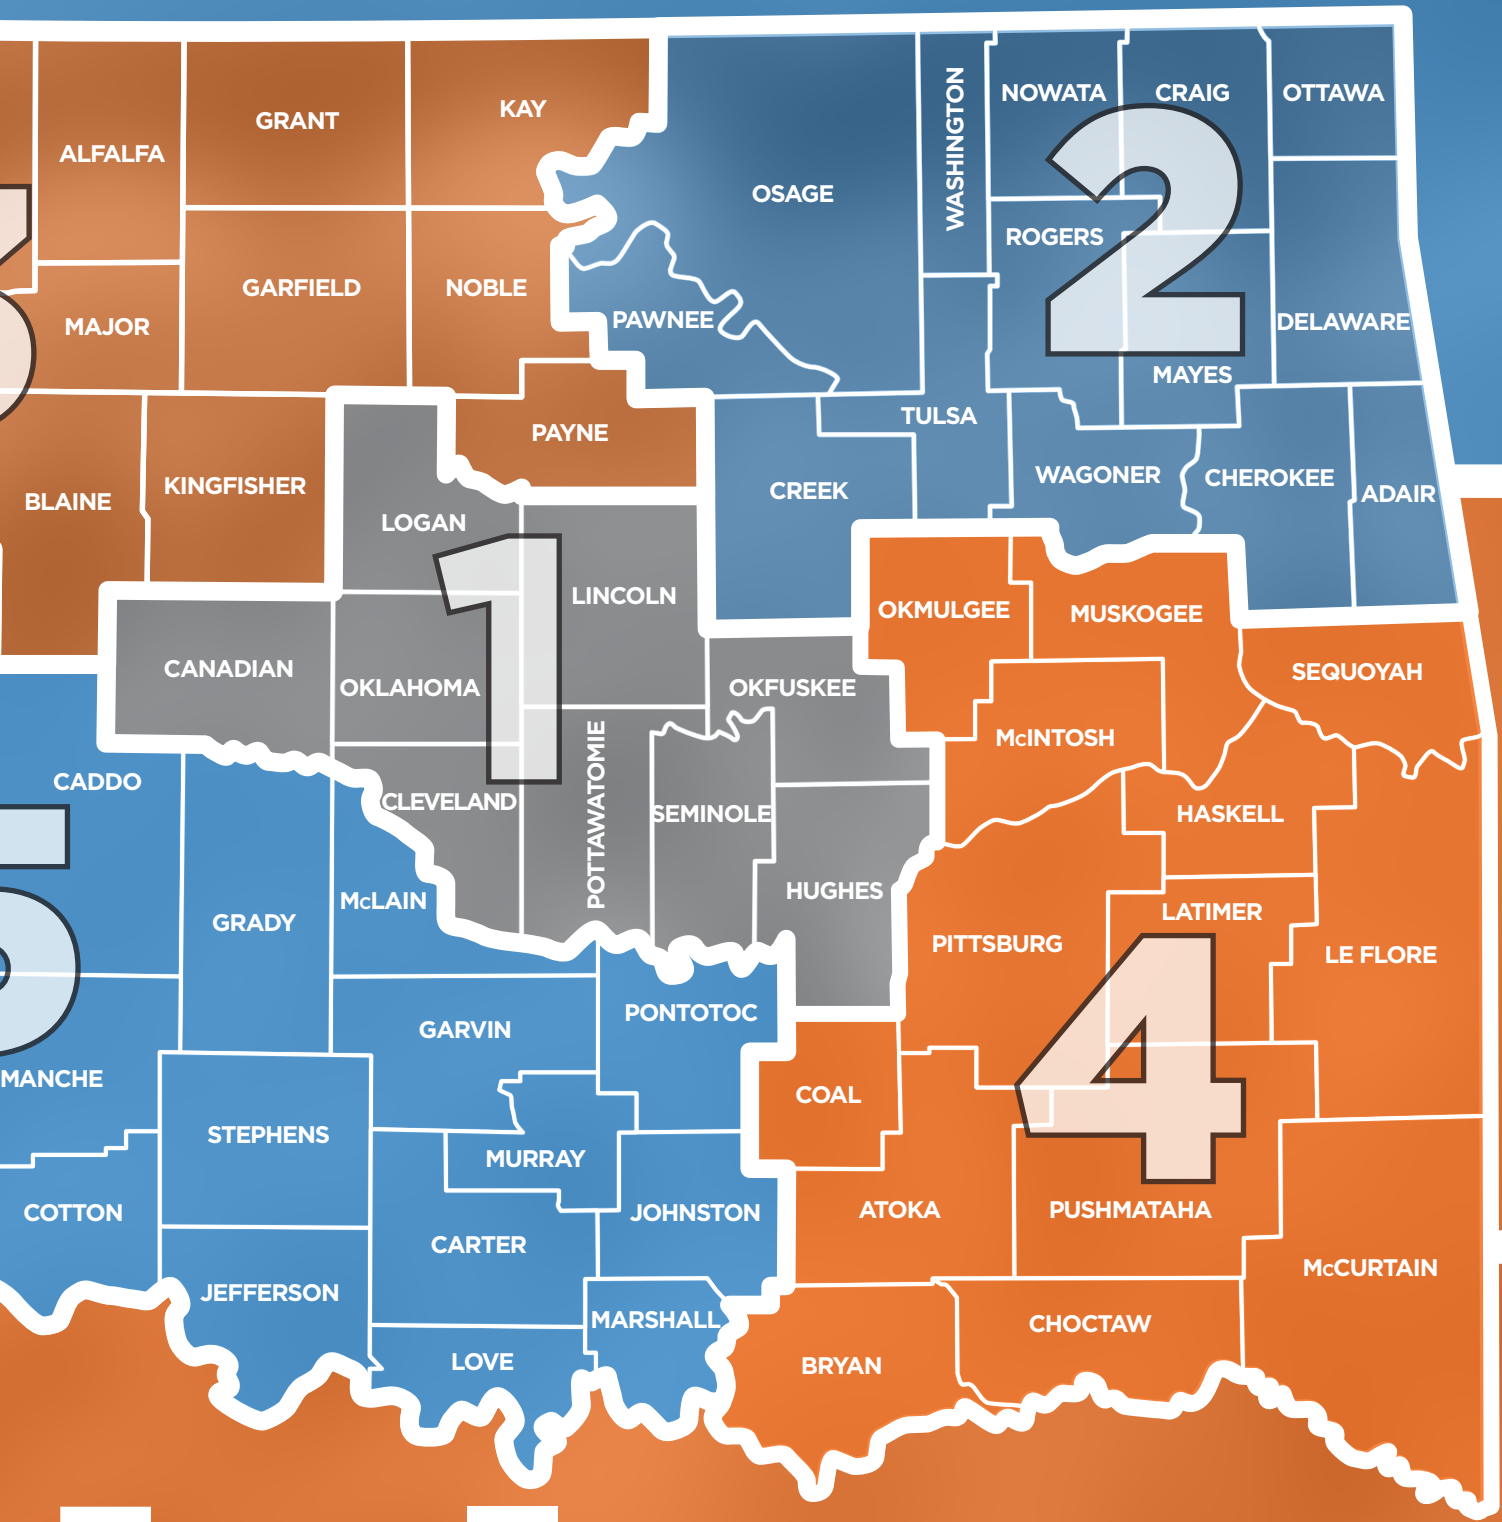 GRANT
KAY
ALFALFA
NOWATA
CRAIG
OTTAWA
WASHINGTON
OSAGE
2
ROGERS
GARFIELD
NOBLE
MAJOR
PAWNEE
DELAWARE
MAYES
TULSA
PAYNE
BLAINE
KINGFISHER
CREEK
WAGONER
CHEROKEE
ADAIR
LOGAN
1
LINCOLN
OKMULGEE
MUSKOGEE
CANADIAN
OKLAHOMA
OKFUSKEE
SEQUOYAH
McINTOSH
CADDO
CLEVELAND
POTTAWATOMIE
SEMINOLE
HASKELL
HUGHES
McLAIN
GRADY
LATIMER
PITTSBURG
LE FLORE
5
PONTOTOC
GARVIN
MANCHE
COAL
4
STEPHENS
MURRAY
COTTON
JOHNSTON
ATOKA
PUSHMATAHA
CARTER
McCURTAIN
JEFFERSON
MARSHALL
CHOCTAW
LOVE
BRYAN